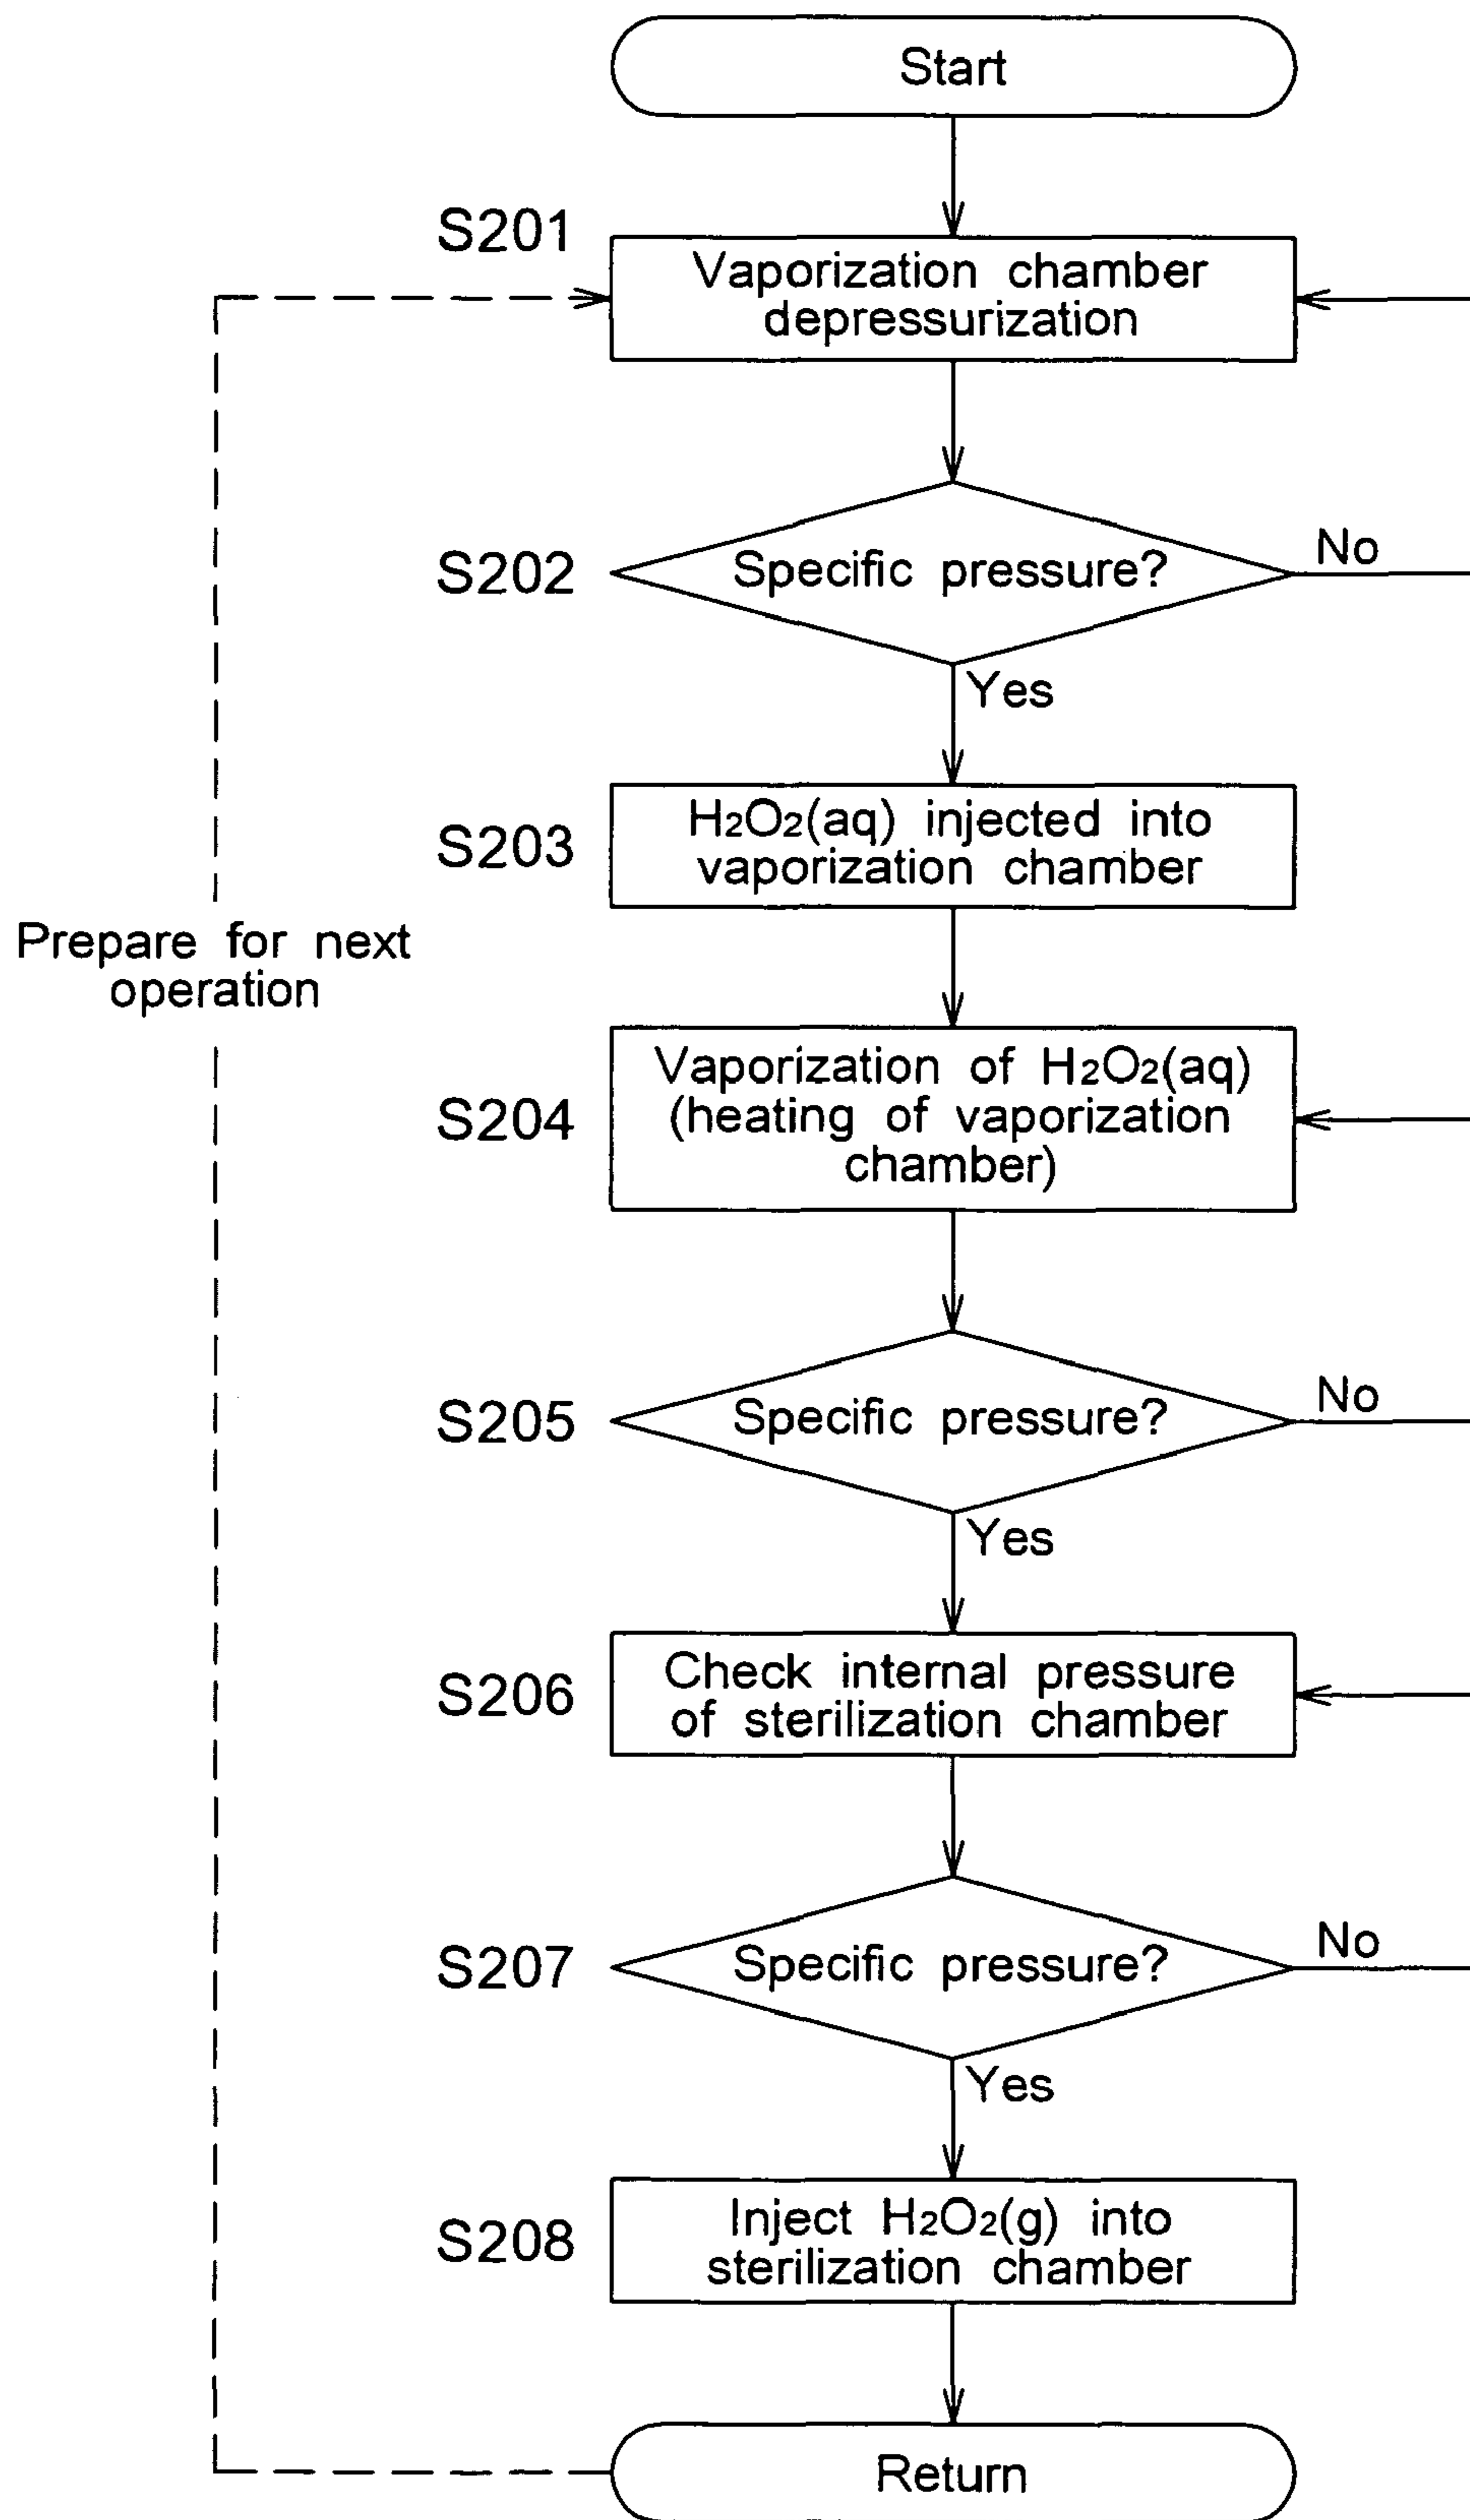 Start
S201
Vaporization chamber
depressurization
S202
Specific pressure?
No
Yes
S203
H₂O₂(aq) injected into
vaporization chamber
Prepare for next
operation
S204
Vaporization of H₂O₂(aq)
(heating of vaporization
chamber)
S205
Specific pressure?
No
Yes
S206
Check internal pressure
of sterilization chamber
S207
Specific pressure?
No
Yes
S208
Inject H₂O₂(g) into
sterilization chamber
Return